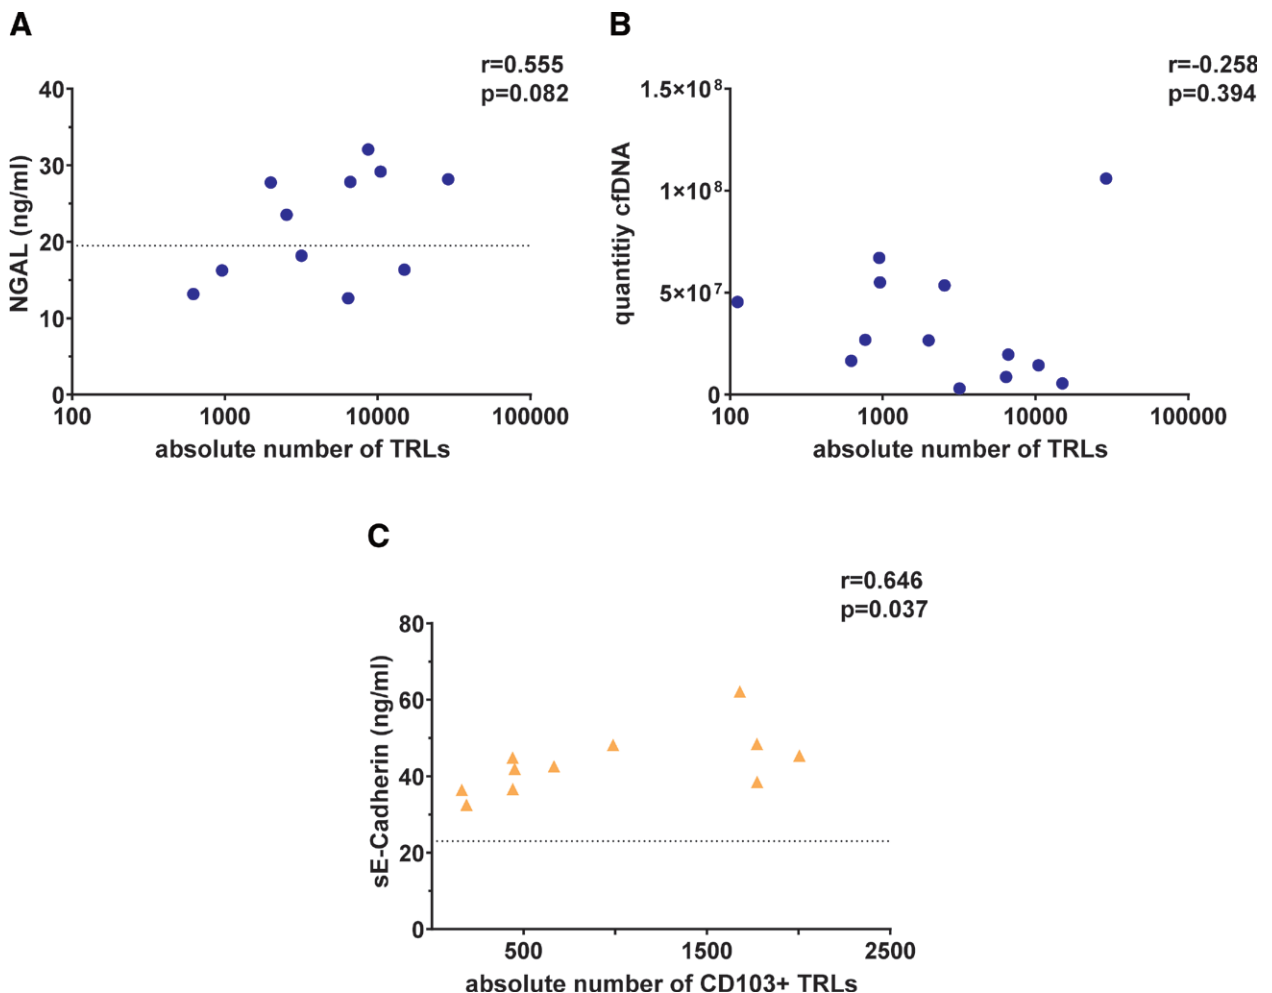 A
r=0.555
p=0.082
40
30
20
10
0
NGAL (ng/ml)
100 1000 10000 100000
absolute number of TRLs
B
r=-0.258
p=0.394
1.5×10⁸
1×10⁸
5×10⁷
0
quantitiy cfDNA
100 1000 10000 100000
absolute number of TRLs
C
r=0.646
p=0.037
80
60
40
20
0
sE-Cadherin (ng/ml)
500 1500 2500
absolute number of CD103+ TRLs